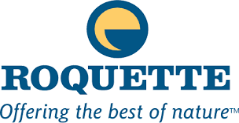 ROQUETTE
Offering the best of nature™